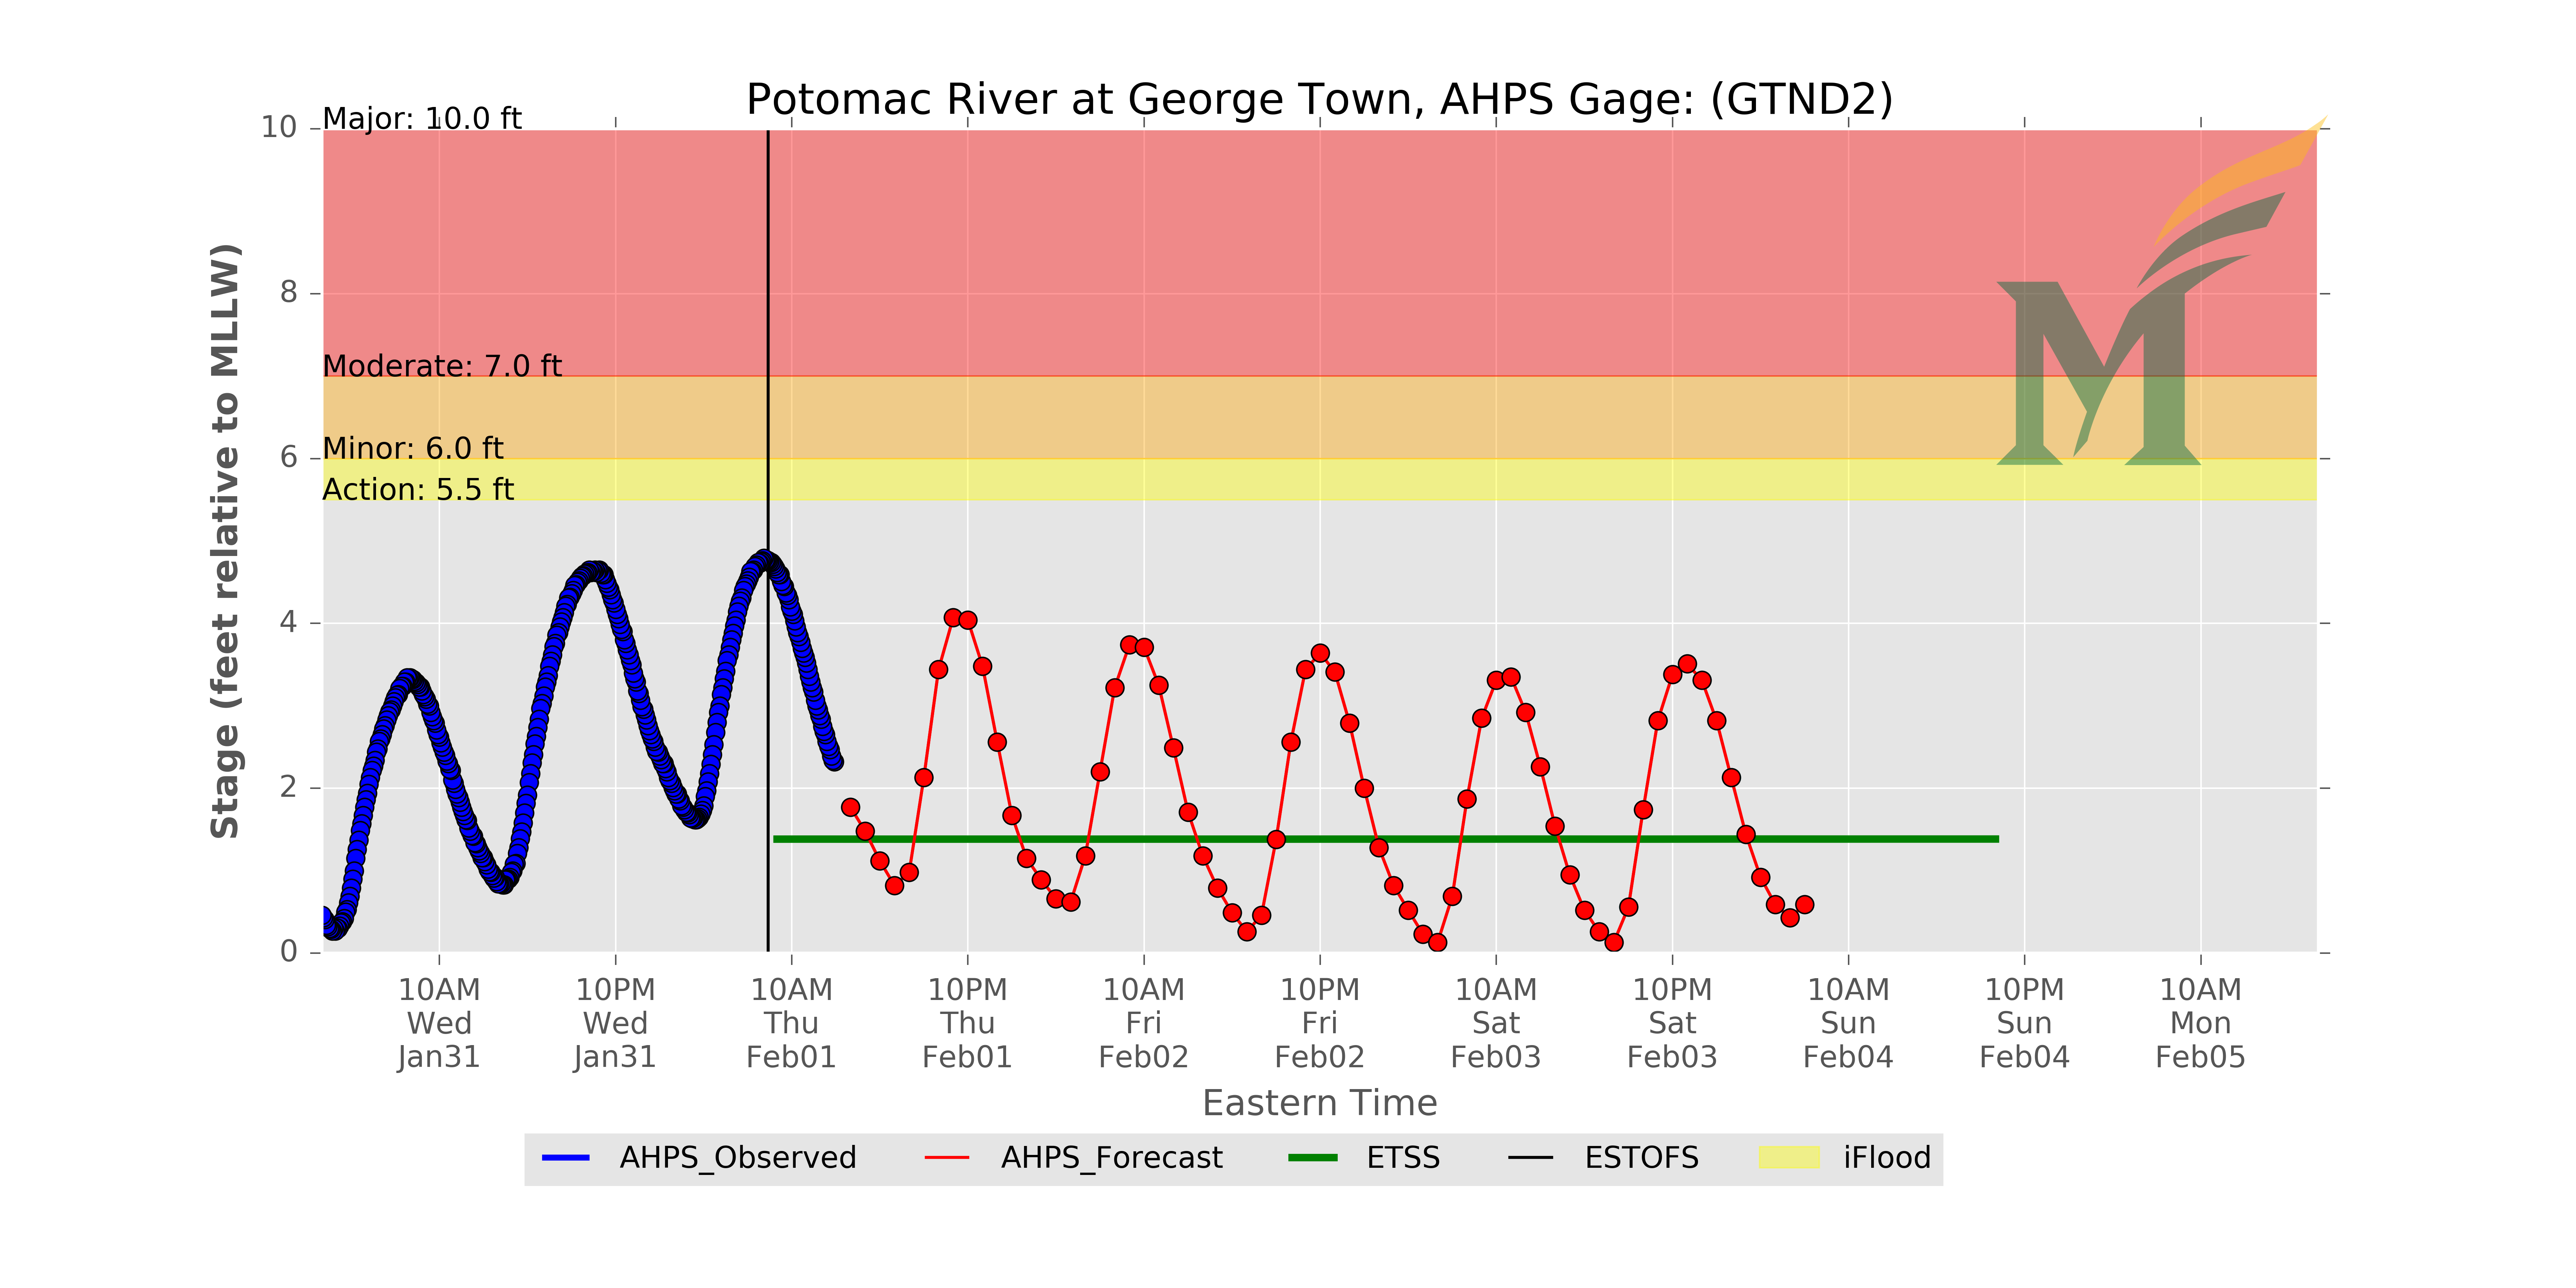 Potomac River at George Town, AHPS Gage: (GTND2)
Major: 10.0 ft
Moderate: 7.0 ft
Minor: 6.0 ft
Action: 5.5 ft
Stage (feet relative to MLLW)
10
8
6
4
2
0
10AM 10PM 10AM 10PM 10AM 10PM 10AM 10PM 10AM 10PM 10AM
Wed Wed Thu Thu Fri Fri Sat Sat Sun Sun Mon
Jan31 Jan31 Feb01 Feb01 Feb02 Feb02 Feb03 Feb03 Feb04 Feb04 Feb05
Eastern Time
AHPS_Observed AHPS_Forecast ETSS ESTOFS iFlood
M